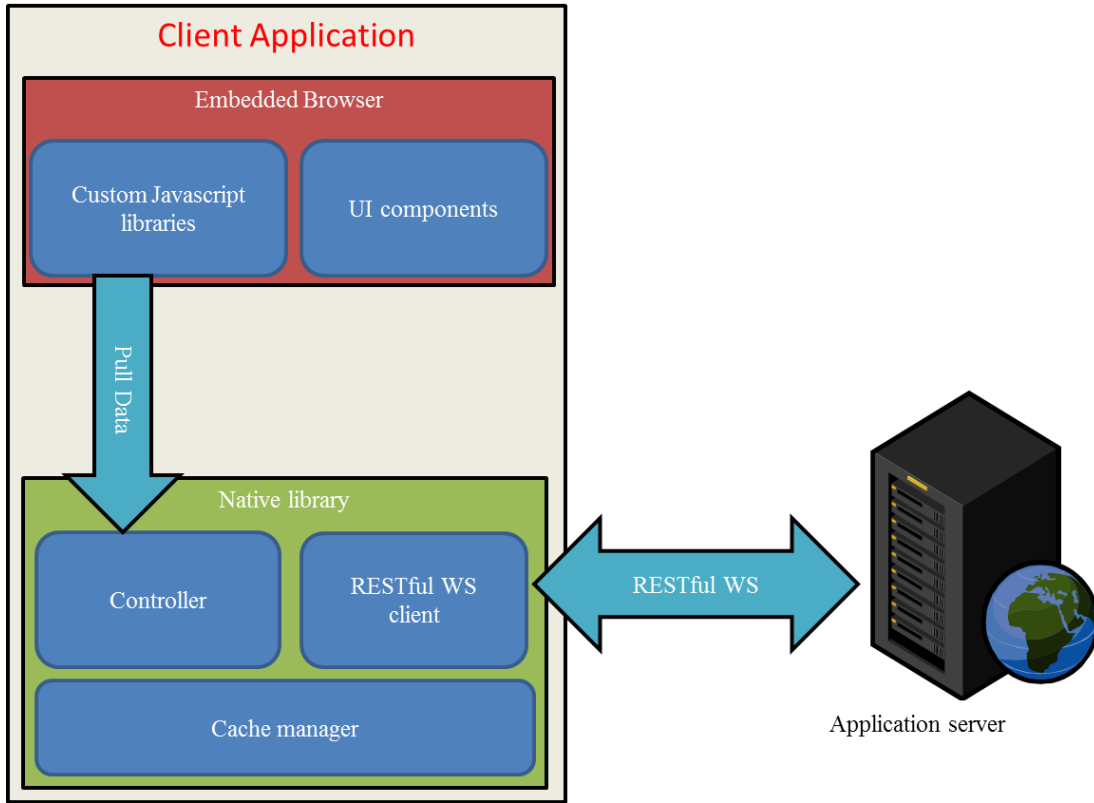 Client Application
Embedded Browser
Custom Javascript
libraries
UI components
Pull Data
Native library
Controller
RESTful WS
client
Cache manager
RESTful WS
Application server